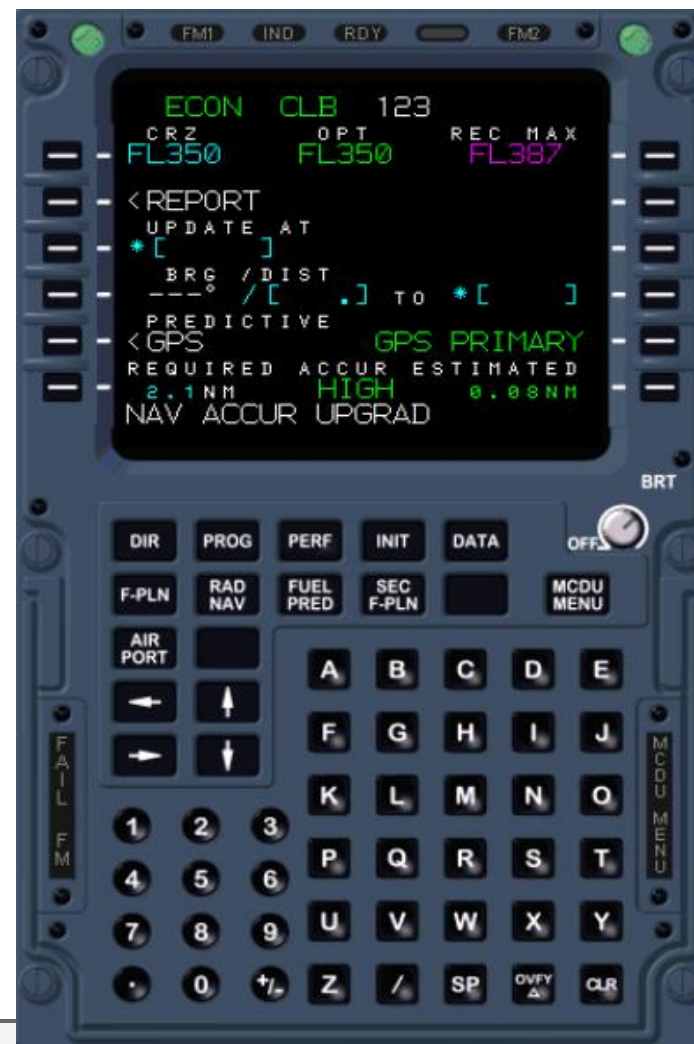 FM1 IND RDY FM2
ECON CLB 123
CRZ OPT REC MAX
FL350 FL350 FL387
<REPORT
UPDATE AT
*[ ]
BRG /DIST
---° /[ .] TO *[ ]
PREDICTIVE
<GPS GPS PRIMARY
REQUIRED ACCUR ESTIMATED
2.1NM HIGH 0.08NM
NAV ACCUR UPGRAD
BRT
DIR PROG PERF INIT DATA OFF
F-PLN RAD NAV FUEL PRED SEC F-PLN MCDU MENU
AIR PORT
A B C D E
F G H I J
K L M N O
P Q R S T
U V W X Y
Z / SP OVFY Δ CLR
1 2 3
4 5 6
7 8 9
. 0 +/-
FAIL FM
MCDU MENU